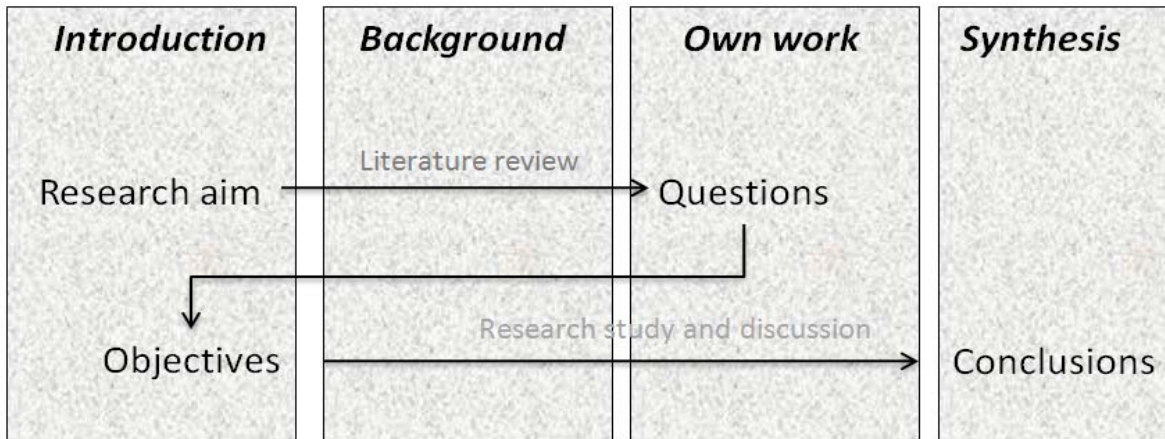 Introduction
Background
Own work
Synthesis
Literature review
Research aim
Questions
Research study and discussion
Objectives
Conclusions